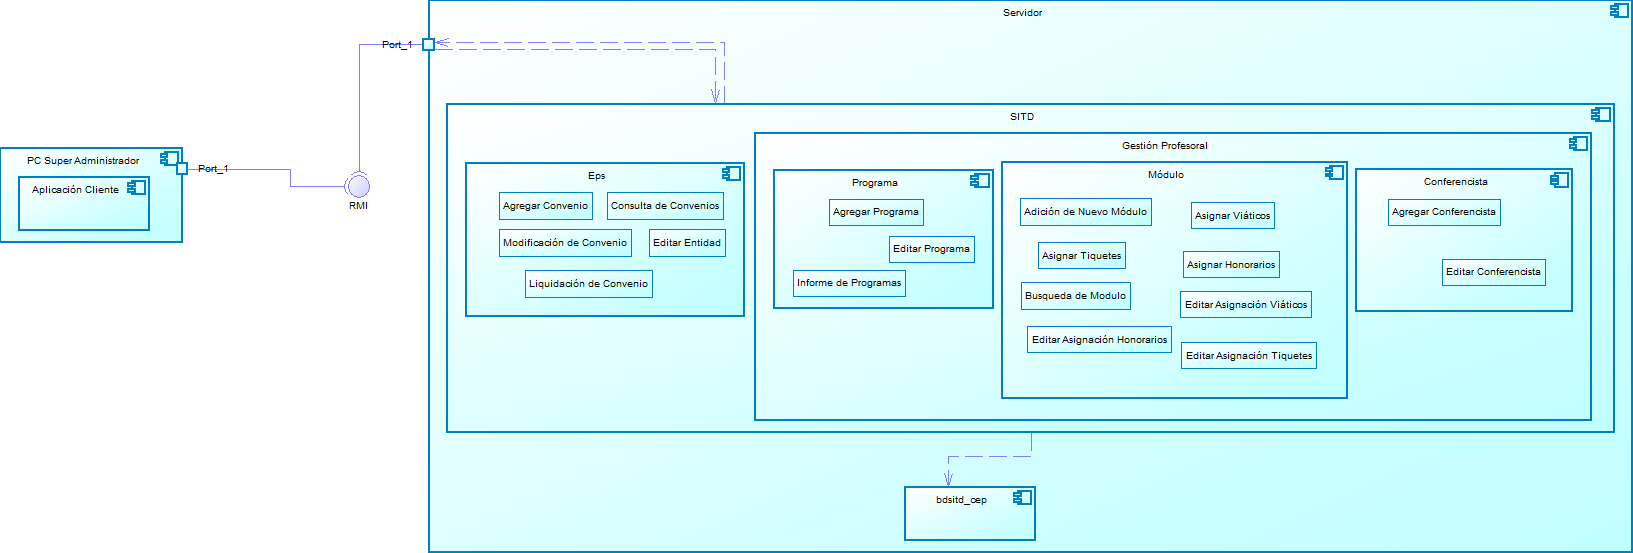 Servidor
Port_1
SITD
PC Super Administrador
Port_1
Aplicación Cliente
RMI
Gestión Profesoral
Eps
Agregar Convenio
Consulta de Convenios
Modificación de Convenio
Editar Entidad
Liquidación de Convenio
Programa
Agregar Programa
Editar Programa
Informe de Programas
Módulo
Adición de Nuevo Módulo
Asignar Viáticos
Asignar Tiquetes
Asignar Honorarios
Busqueda de Modulo
Editar Asignación Viáticos
Editar Asignación Honorarios
Editar Asignación Tiquetes
Conferencista
Agregar Conferencista
Editar Conferencista
bdsitd_cep